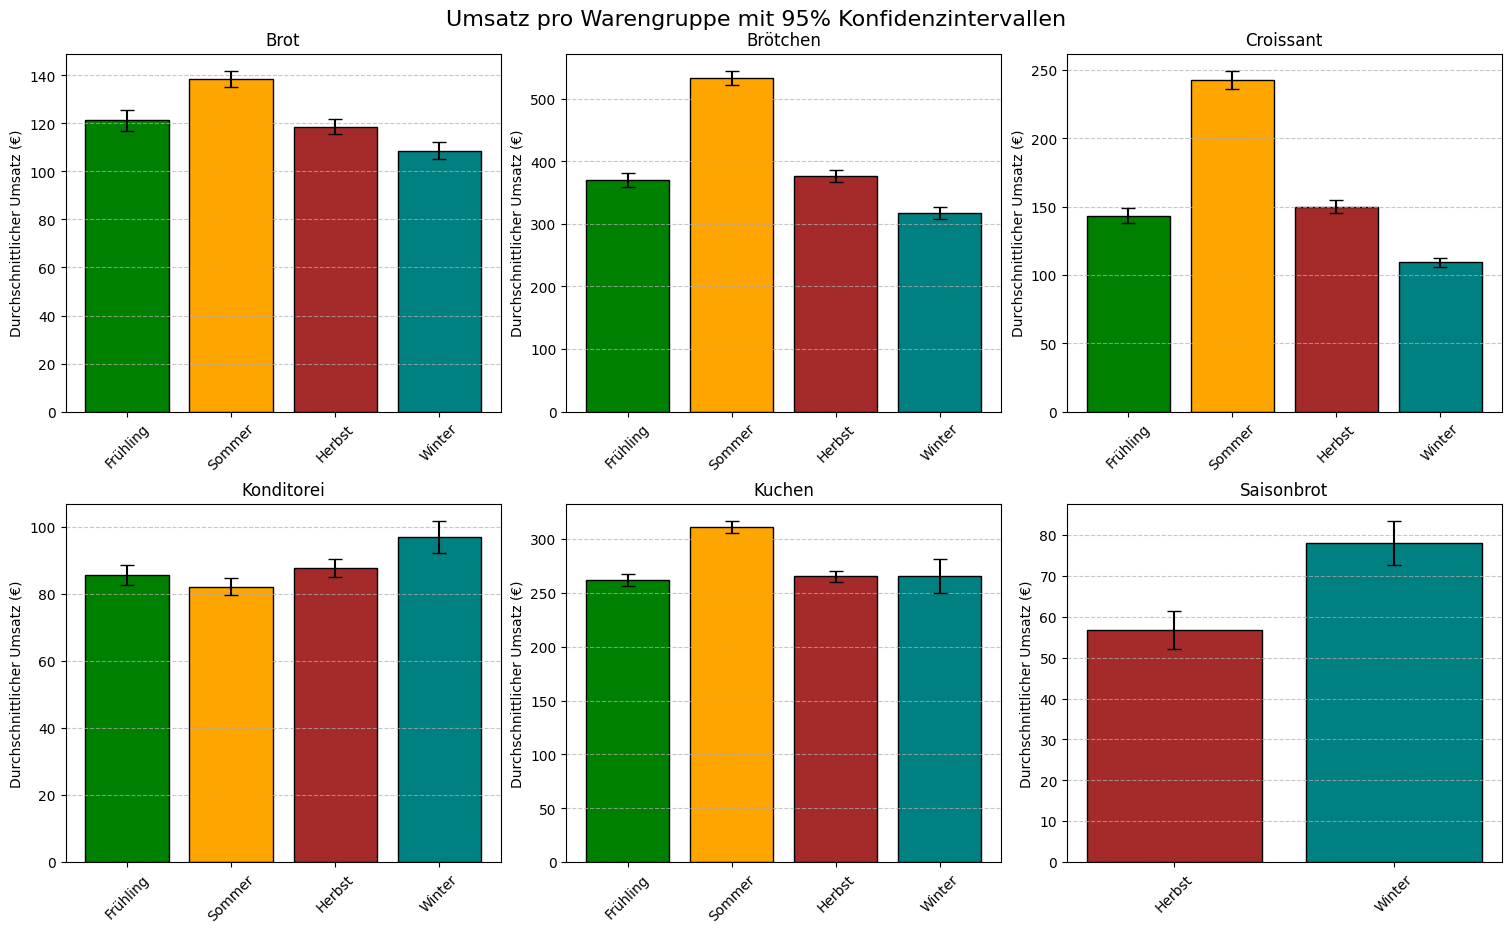 Umsatz pro Warengruppe mit 95% Konfidenzintervallen
Brot
Durchschnittlicher Umsatz (€)
140
120
100
80
60
40
20
0
Frühling
Sommer
Herbst
Winter
Brötchen
Durchschnittlicher Umsatz (€)
500
400
300
200
100
0
Frühling
Sommer
Herbst
Winter
Croissant
Durchschnittlicher Umsatz (€)
250
200
150
100
50
0
Frühling
Sommer
Herbst
Winter
Konditorei
Durchschnittlicher Umsatz (€)
100
80
60
40
20
0
Frühling
Sommer
Herbst
Winter
Kuchen
Durchschnittlicher Umsatz (€)
300
250
200
150
100
50
0
Frühling
Sommer
Herbst
Winter
Saisonbrot
Durchschnittlicher Umsatz (€)
80
70
60
50
40
30
20
10
0
Herbst
Winter